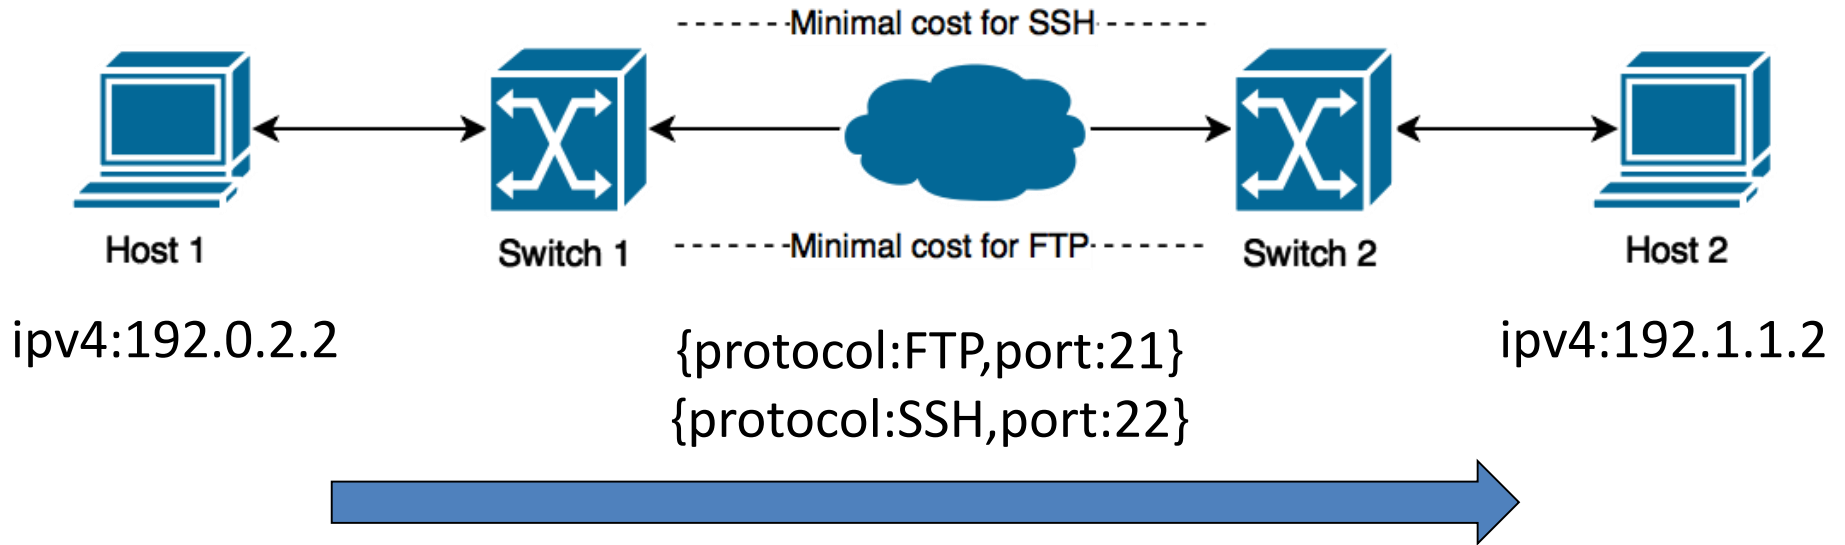 Minimal cost for SSH
Host 1
Switch 1
Minimal cost for FTP
Switch 2
Host 2
ipv4:192.0.2.2
{protocol:FTP,port:21}
{protocol:SSH,port:22}
ipv4:192.1.1.2